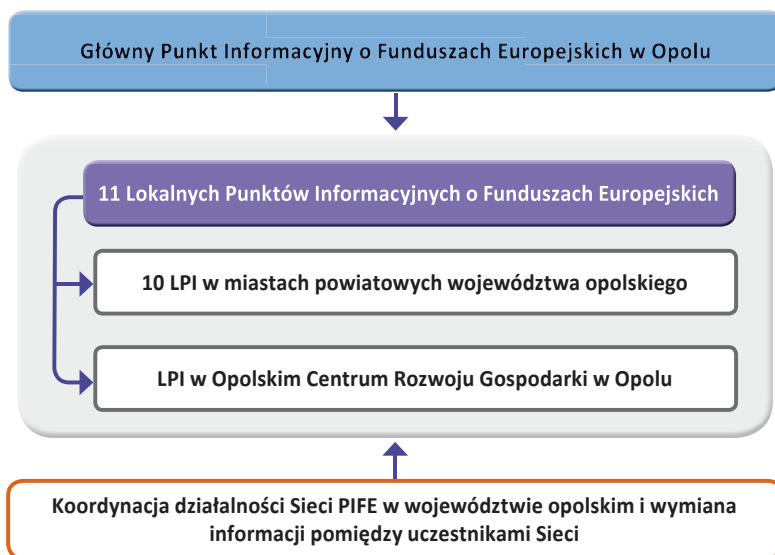 Główny Punkt Informacyjny o Funduszach Europejskich w Opolu
11 Lokalnych Punktów Informacyjnych o Funduszach Europejskich
10 LPI w miastach powiatowych województwa opolskiego
LPI w Opolskim Centrum Rozwoju Gospodarki w Opolu
Koordynacja działalności Sieci PIFE w województwie opolskim i wymiana
informacji pomiędzy uczestnikami Sieci